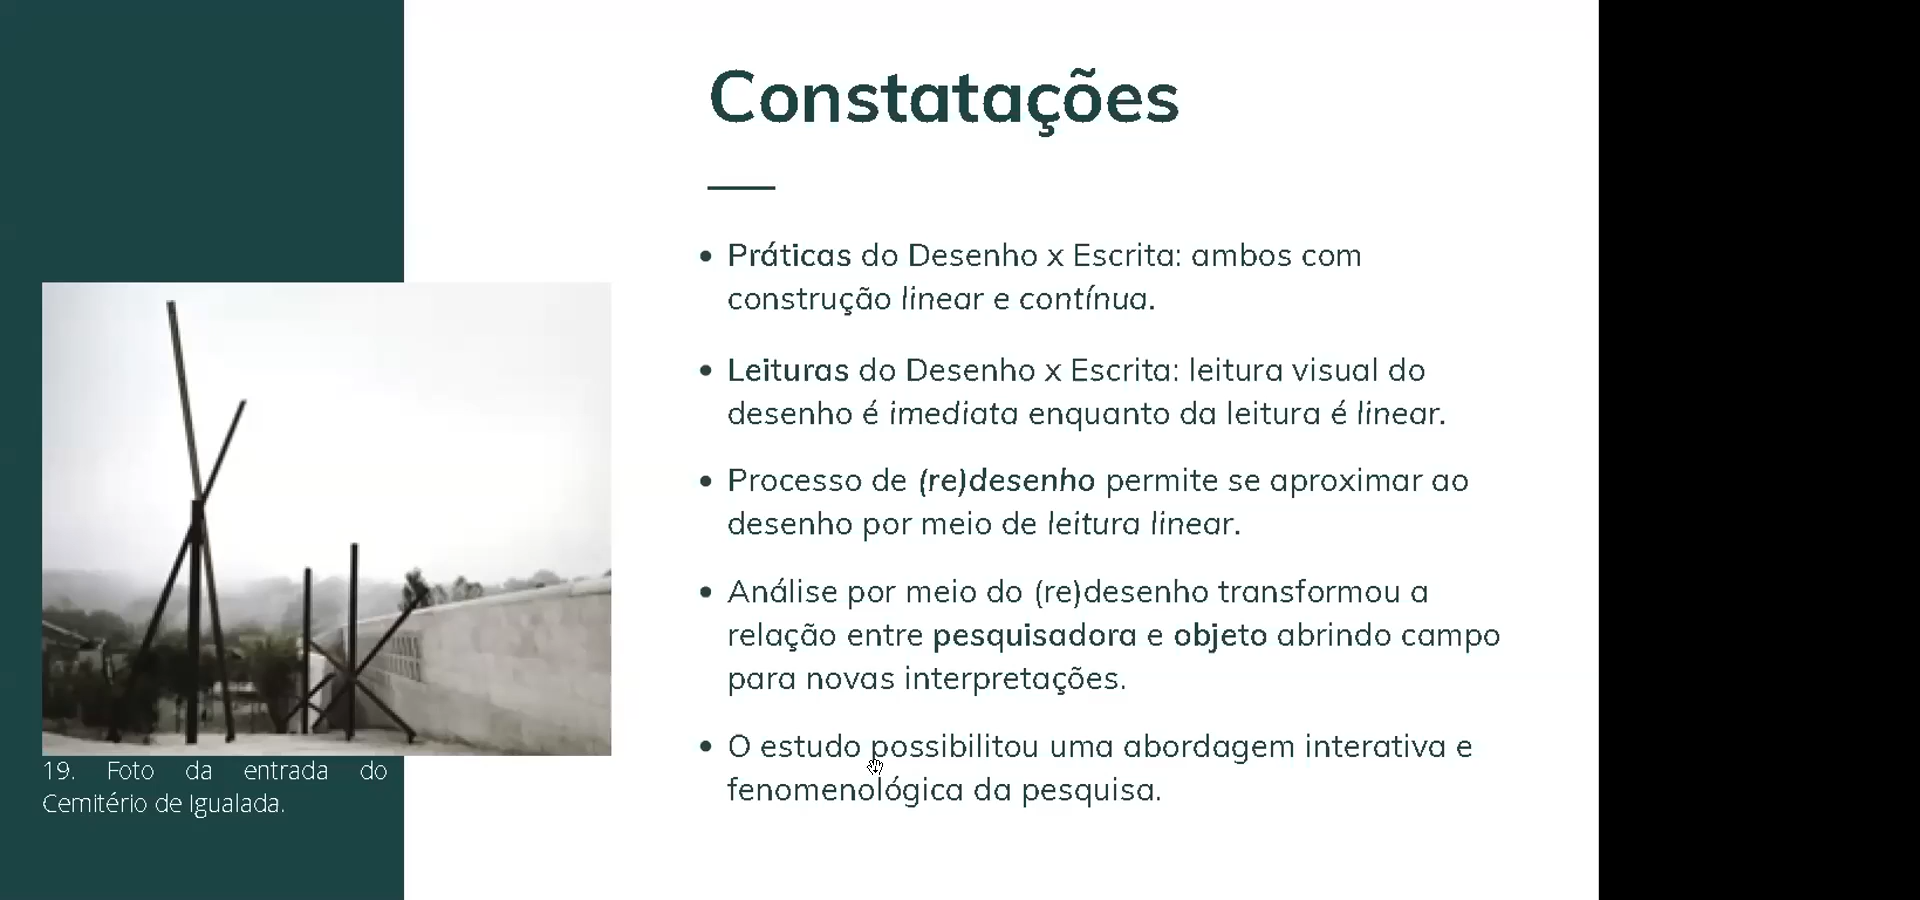 Constatações
• Práticas do Desenho x Escrita: ambos com
construção linear e contínua.
• Leituras do Desenho x Escrita: leitura visual do
desenho é imediata enquanto da leitura é linear.
• Processo de (re)desenho permite se aproximar ao
desenho por meio de leitura linear.
• Análise por meio do (re)desenho transformou a
relação entre pesquisadora e objeto abrindo campo
para novas interpretações.
• O estudo possibilitou uma abordagem interativa e
fenomenológica da pesquisa.
19. Foto da entrada do
Cemitério de Igualada.